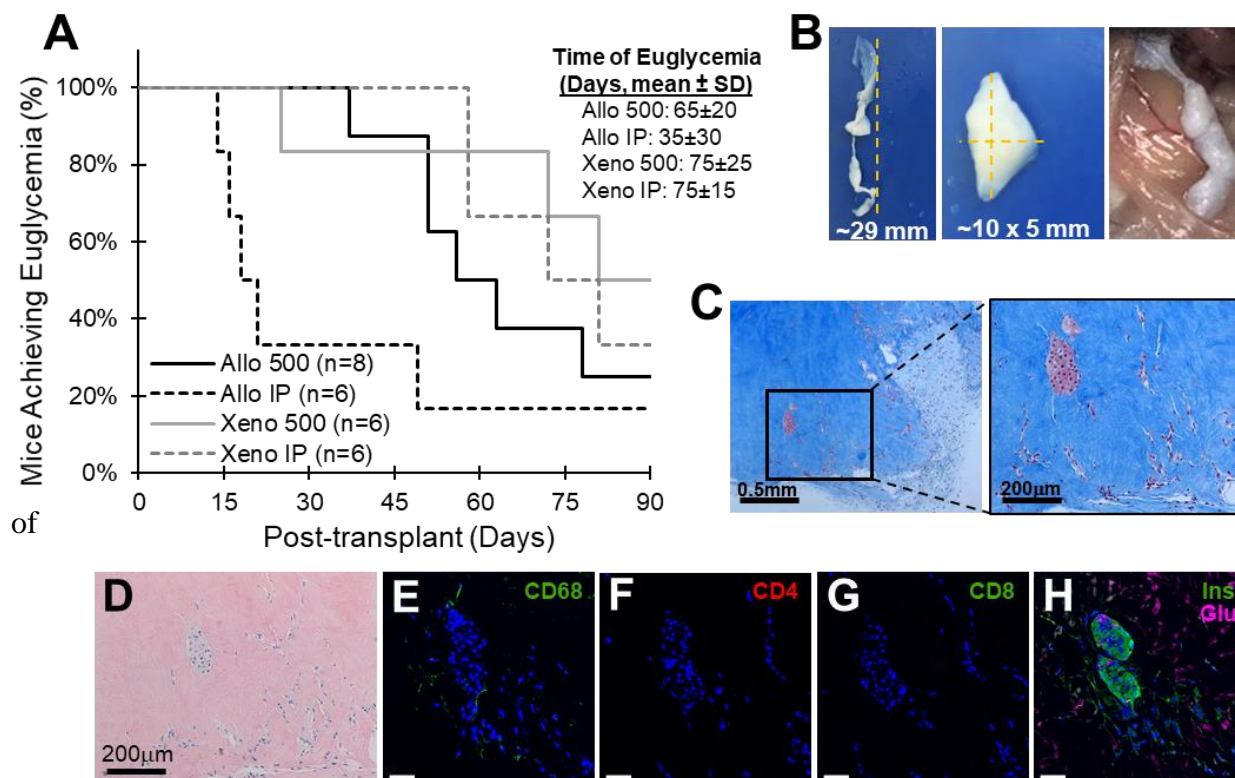 A
Time of Euglycemia
(Days, mean ± SD)
Allo 500: 65±20
Allo IP: 35±30
Xeno 500: 75±25
Xeno IP: 75±15
Mice Achieving Euglycemia (%)
100%
80%
60%
40%
20%
0%
Allo 500 (n=8)
Allo IP (n=6)
Xeno 500 (n=6)
Xeno IP (n=6)
0 15 30 45 60 75 90
Post-transplant (Days)
of
B
~29 mm
~10 x 5 mm
C
0.5mm
200μm
D
200μm
E
CD68
F
CD4
G
CD8
H
Ins
Glu